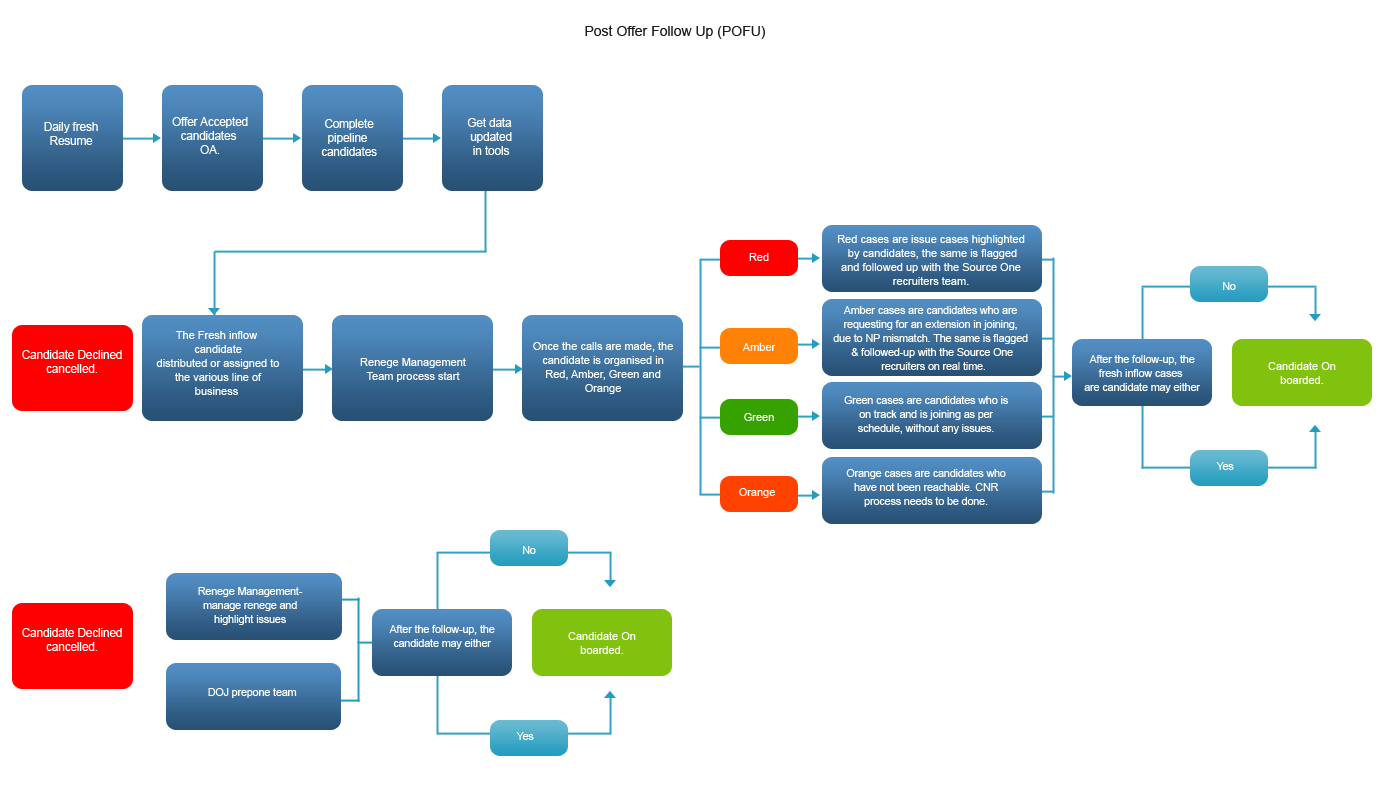 Post Offer Follow Up (POFU)
Daily fresh
Resume
Offer Accepted
candidates
OA.
Complete
pipeline
candidates
Get data
updated
in tools
Candidate Declined
cancelled.
The Fresh inflow
candidate
distributed or assigned to
the various line of
business
Renege Management
Team process start
Once the calls are made, the
candidate is organised in
Red, Amber, Green and
Orange
Red
Red cases are issue cases highlighted
by candidates, the same is flagged
and followed up with the Source One
recruiters team.
Amber
Amber cases are candidates who are
requesting for an extension in joining,
due to NP mismatch. The same is flagged
& followed-up with the Source One
recruiters on real time.
Green
Green cases are candidates who is
on track and is joining as per
schedule, without any issues.
Orange
Orange cases are candidates who
have not been reachable. CNR
process needs to be done.
After the follow-up, the
fresh inflow cases
are candidate may either
No
Candidate On
boarded.
Yes
Candidate Declined
cancelled.
Renege Management-
manage renege and
highlight issues
DOJ prepone team
After the follow-up, the
candidate may either
No
Candidate On
boarded.
Yes